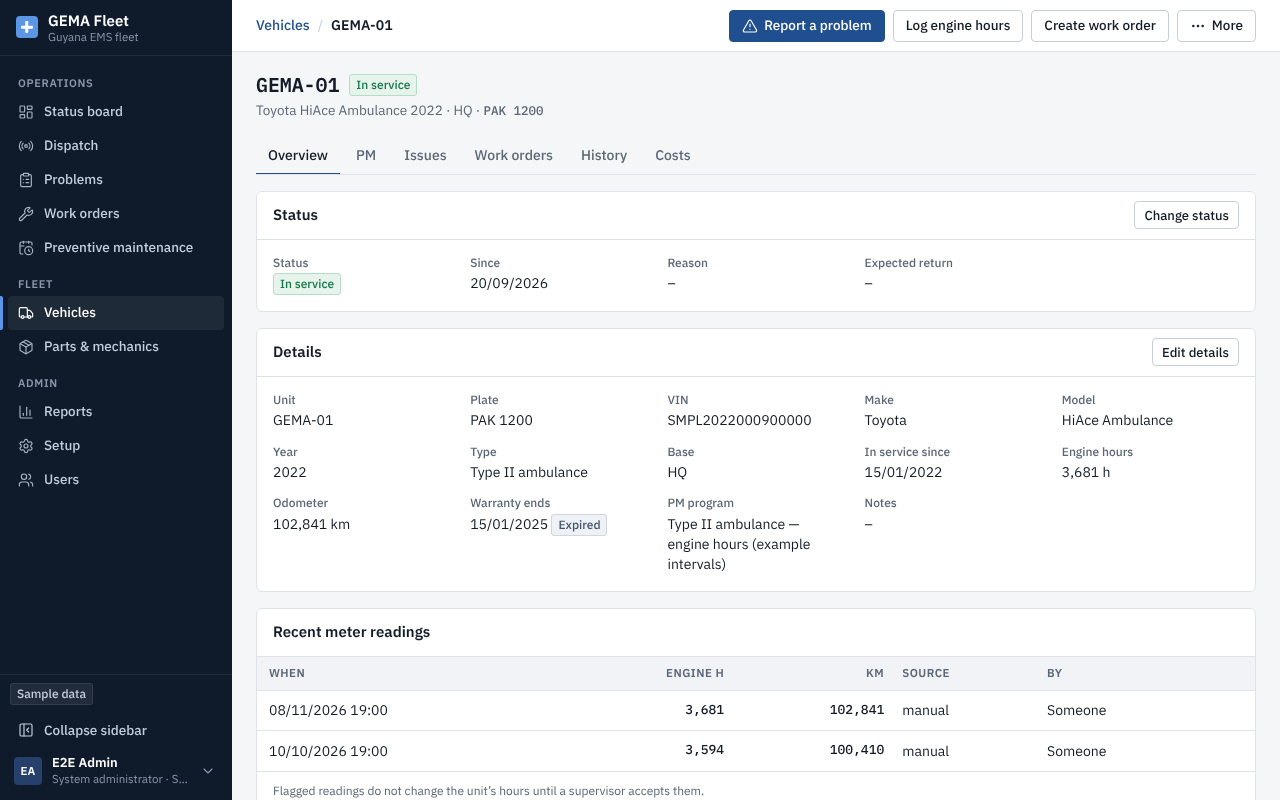 GEMA Fleet
Guyana EMS fleet
OPERATIONS
Status board
Dispatch
Problems
Work orders
Preventive maintenance
FLEET
Vehicles
Parts & mechanics
ADMIN
Reports
Setup
Users
Sample data
Collapse sidebar
EA
E2E Admin
System administrator · S...
Vehicles / GEMA-01
Report a problem
Log engine hours
Create work order
··· More
GEMA-01 In service
Toyota HiAce Ambulance 2022 · HQ · PAK 1200
Overview PM Issues Work orders History Costs
Status
Change status
Status Since Reason Expected return
In service 20/09/2026 – –
Details
Edit details
Unit Plate VIN Make Model
GEMA-01 PAK 1200 SMPL2022000900000 Toyota HiAce Ambulance
Year Type Base In service since Engine hours
2022 Type II ambulance HQ 15/01/2022 3,681 h
Odometer Warranty ends PM program Notes
102,841 km 15/01/2025 Expired Type II ambulance — –
engine hours (example
intervals)
Recent meter readings
WHEN ENGINE H KM SOURCE BY
08/11/2026 19:00 3,681 102,841 manual Someone
10/10/2026 19:00 3,594 100,410 manual Someone
Flagged readings do not change the unit's hours until a supervisor accepts them.